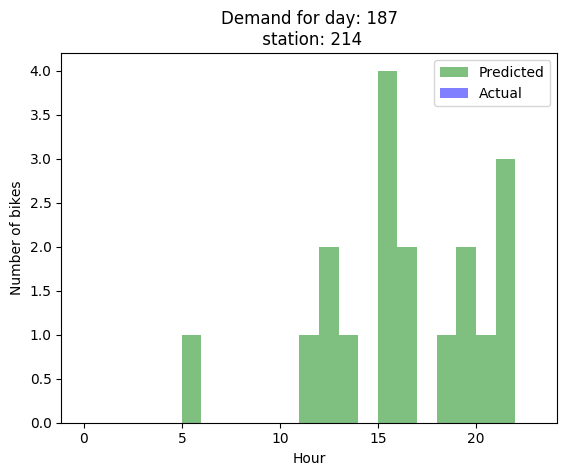 Demand for day: 187
station: 214
Predicted
Actual
4.0
3.5
3.0
2.5
2.0
1.5
1.0
0.5
0.0
Number of bikes
0 5 10 15 20
Hour